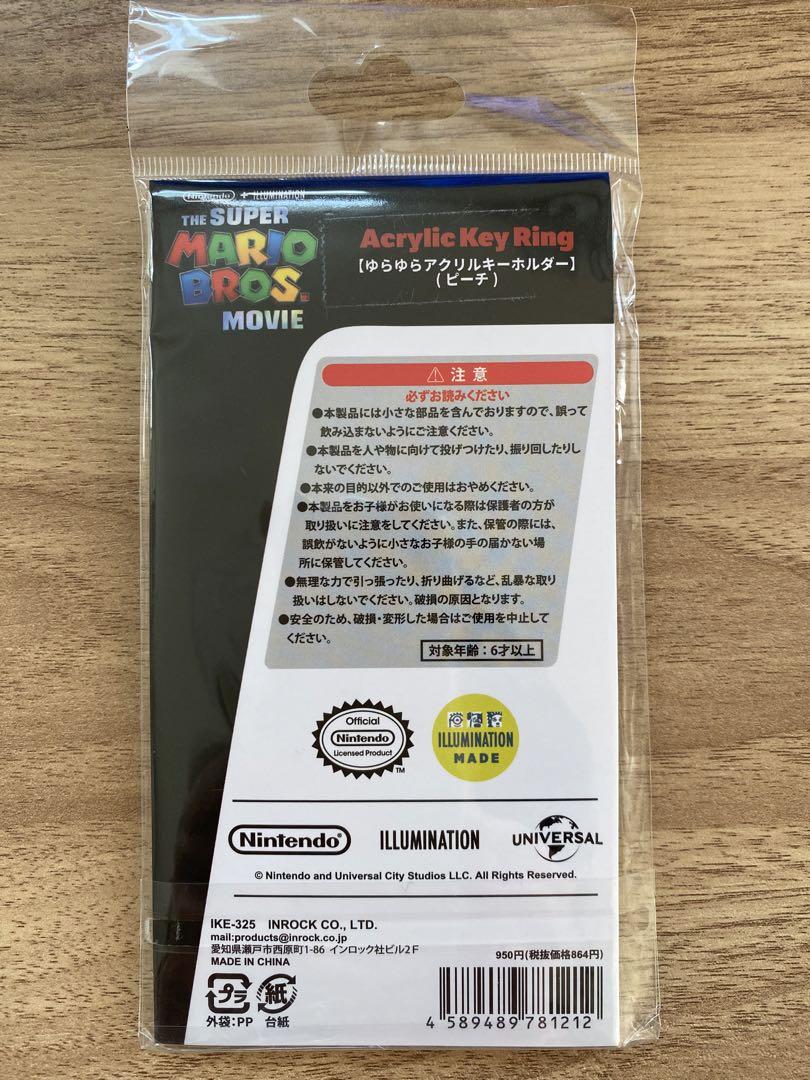 Nintendo + ILLUMINATION
THE SUPER
MARIO
BROS.
MOVIE
Acrylic Key Ring
【ゆらゆらアクリルキーホルダー】
(ピーチ)
⚠ 注意
必ずお読みください
●本製品には小さな部品を含んでおりますので、誤って
飲み込まないようにご注意ください。
●本製品を人や物に向けて投げつけたり、振り回したりし
ないでください。
●本来の目的以外でのご使用はおやめください。
●本製品をお子様がお使いになる際は保護者の方が
取り扱いに注意をしてください。また、保管の際には、
誤飲がないように小さなお子様の手の届かない場
所に保管してください。
●無理な力で引っ張ったり、折り曲げるなど、乱暴な取り
扱いはしないでください。破損の原因となります。
●安全のため、破損・変形した場合はご使用を中止して
ください。
対象年齢：6才以上
Official
Nintendo
Licensed Product
TM
ILLUMINATION
MADE
Nintendo®
ILLUMINATION
UNIVERSAL
© Nintendo and Universal City Studios LLC. All Rights Reserved.
IKE-325 INROCK CO., LTD.
mail:products@inrock.co.jp
愛知県瀬戸市西原町1-86 インロック社ビル2F
MADE IN CHINA
950円(税抜価格864円)
プラ
紙
外袋:PP 台紙
4 589489 781212